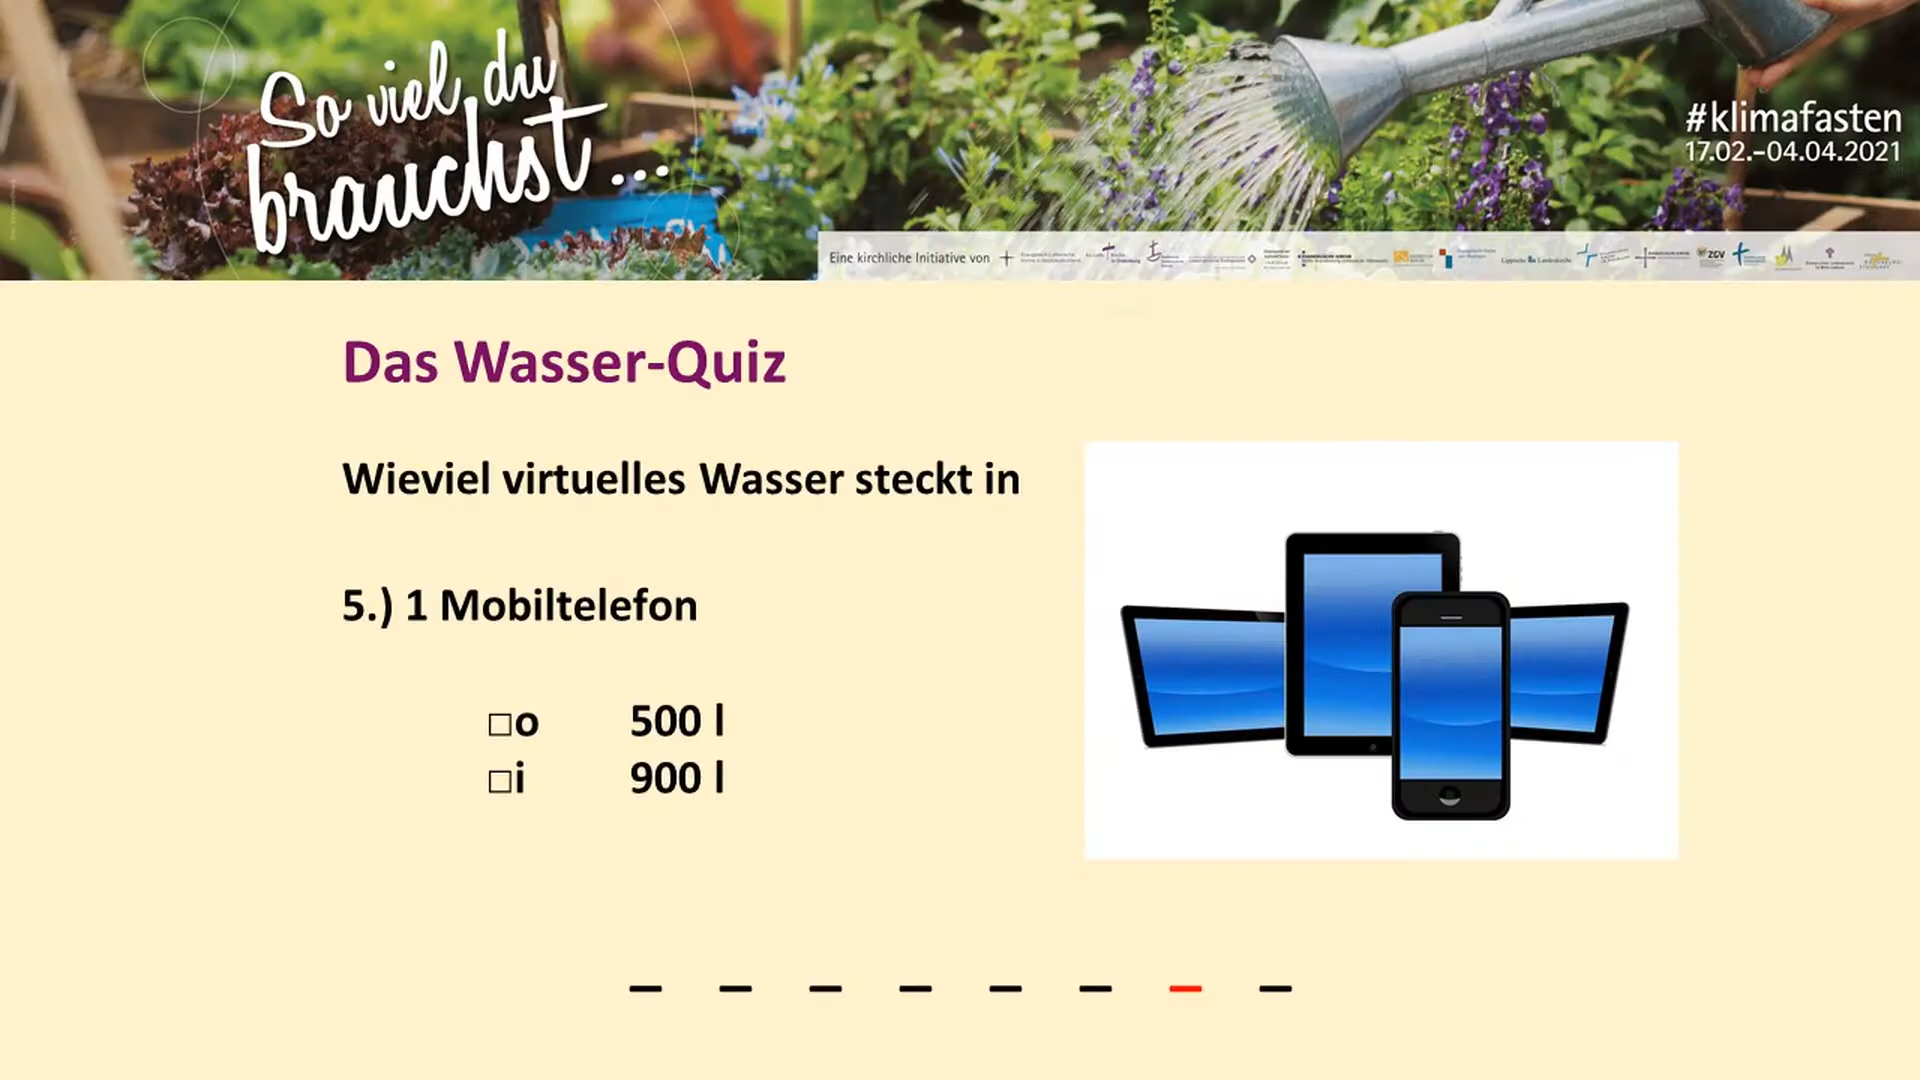 So viel du
brauchst...
#klimafasten
17.02.–04.04.2021
Eine kirchliche Initiative von
ZGV
Das Wasser-Quiz
Wieviel virtuelles Wasser steckt in
5.) 1 Mobiltelefon
□o 500 l
□i 900 l